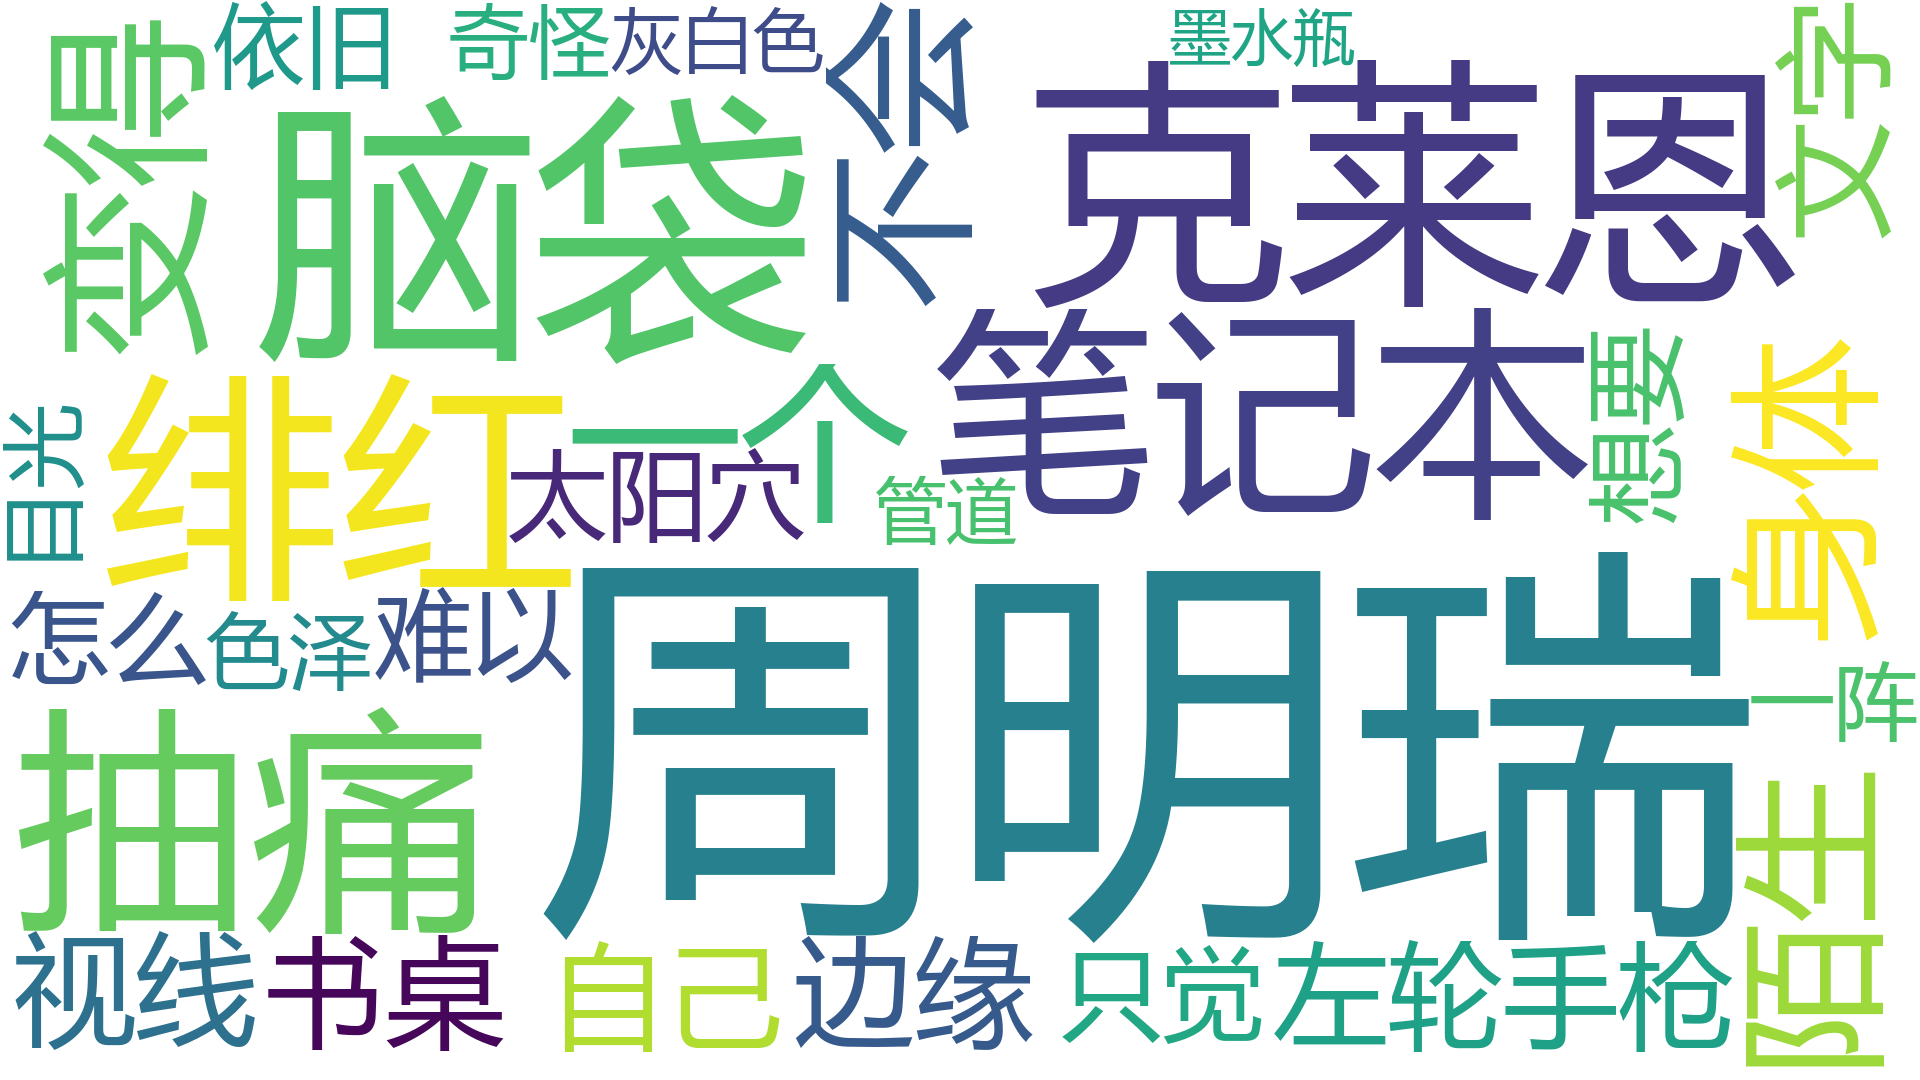 依旧
奇怪
灰白色
不会
墨水瓶
文字
变得
脑袋
克莱恩
笔记本
想要
身体
目光
绯红
一个
太阳穴
管道
怎么
色泽
难以
周明瑞
一阵
抽痛
陌生
视线
书桌
自己
边缘
只觉
左轮手枪